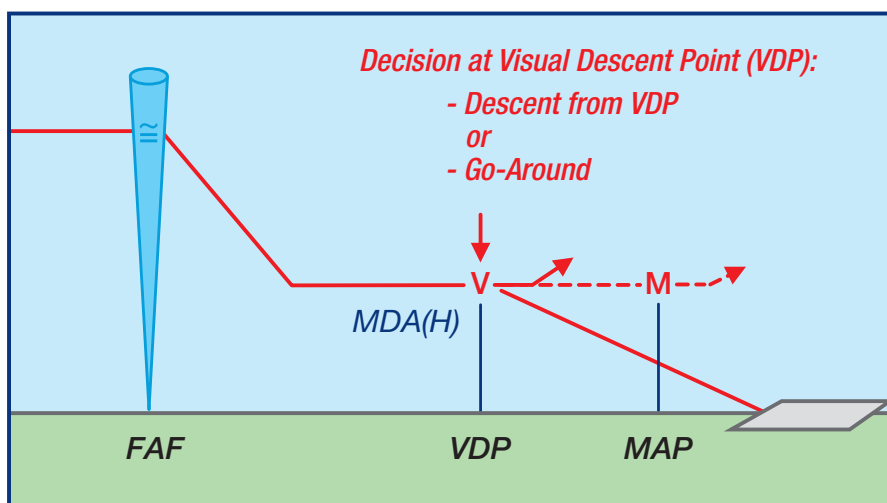 Decision at Visual Descent Point (VDP):
- Descent from VDP
or
- Go-Around
≅
V
M
MDA(H)
FAF
VDP
MAP